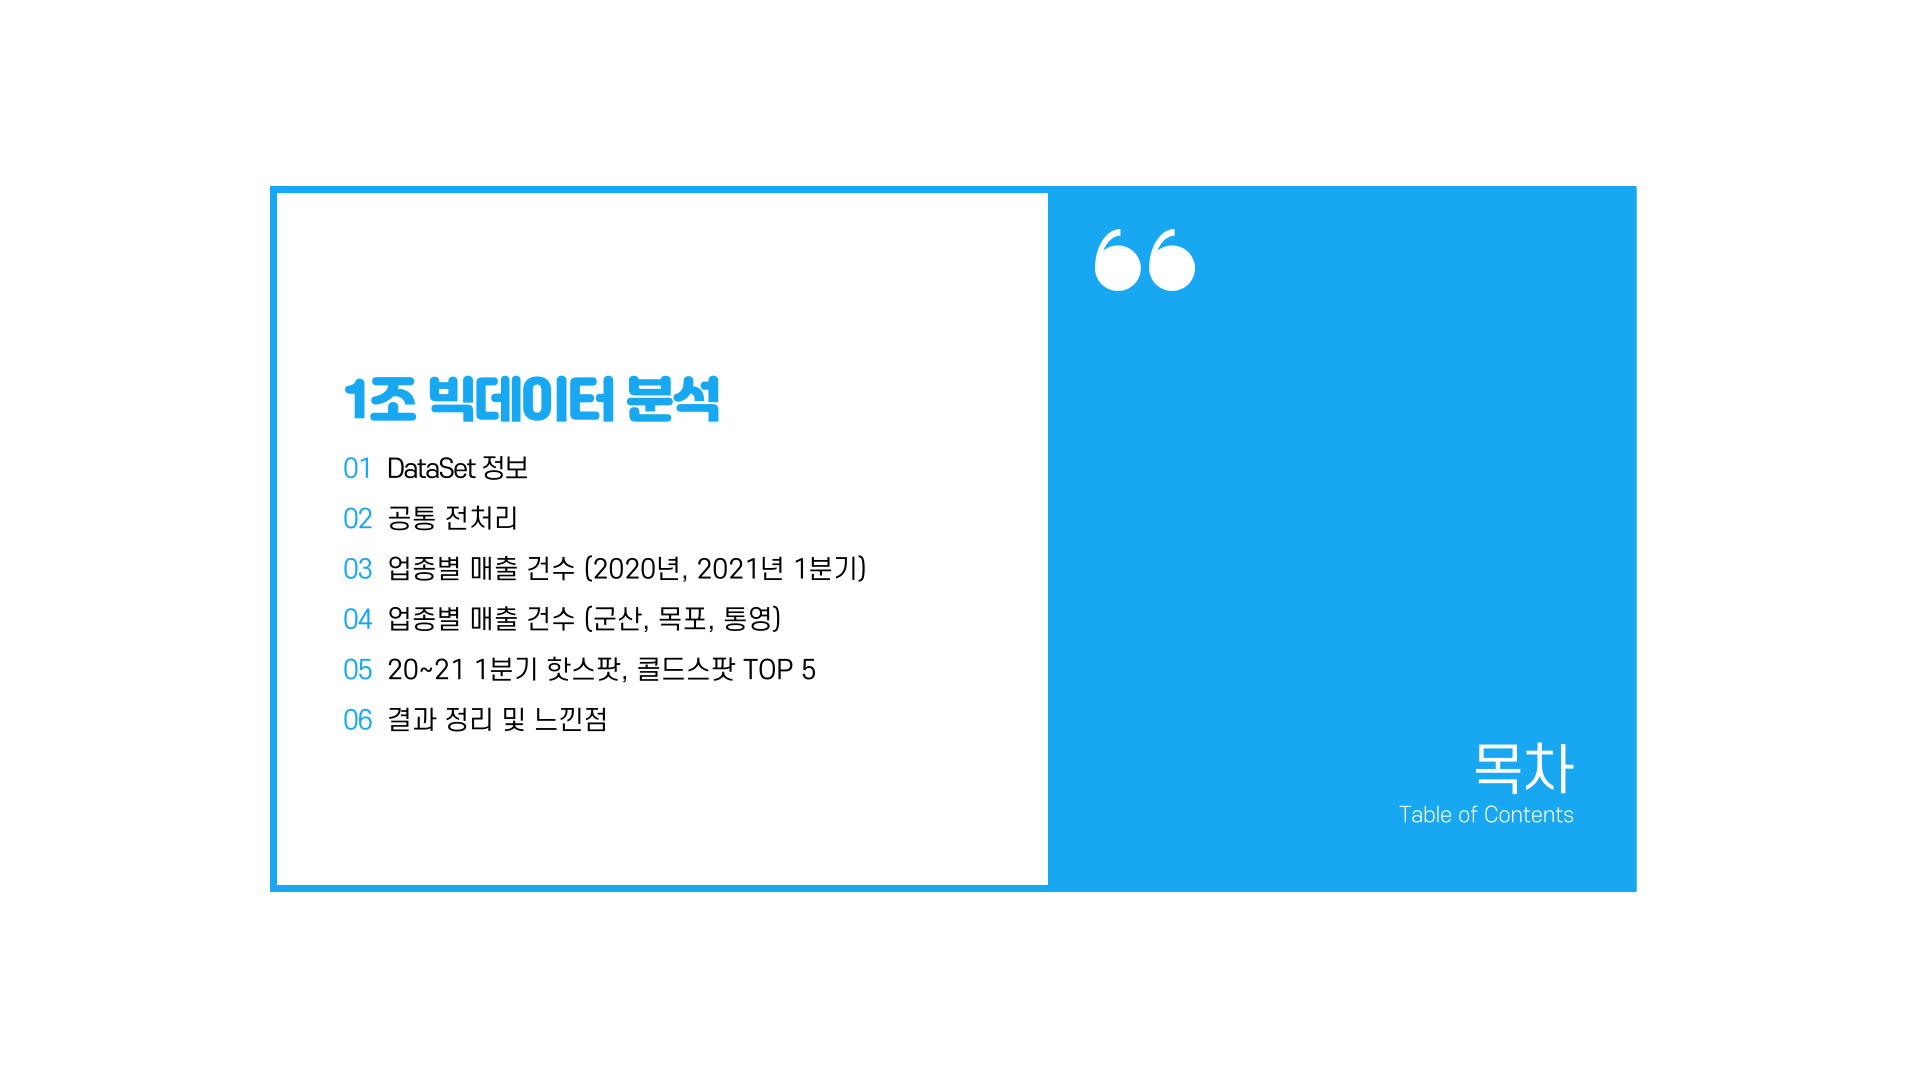 1조 빅데이터 분석
01 DataSet 정보
02 공통 전처리
03 업종별 매출 건수 (2020년, 2021년 1분기)
04 업종별 매출 건수 (군산, 목포, 통영)
05 20~21 1분기 핫스팟, 콜드스팟 TOP 5
06 결과 정리 및 느낀점
“
목차
Table of Contents